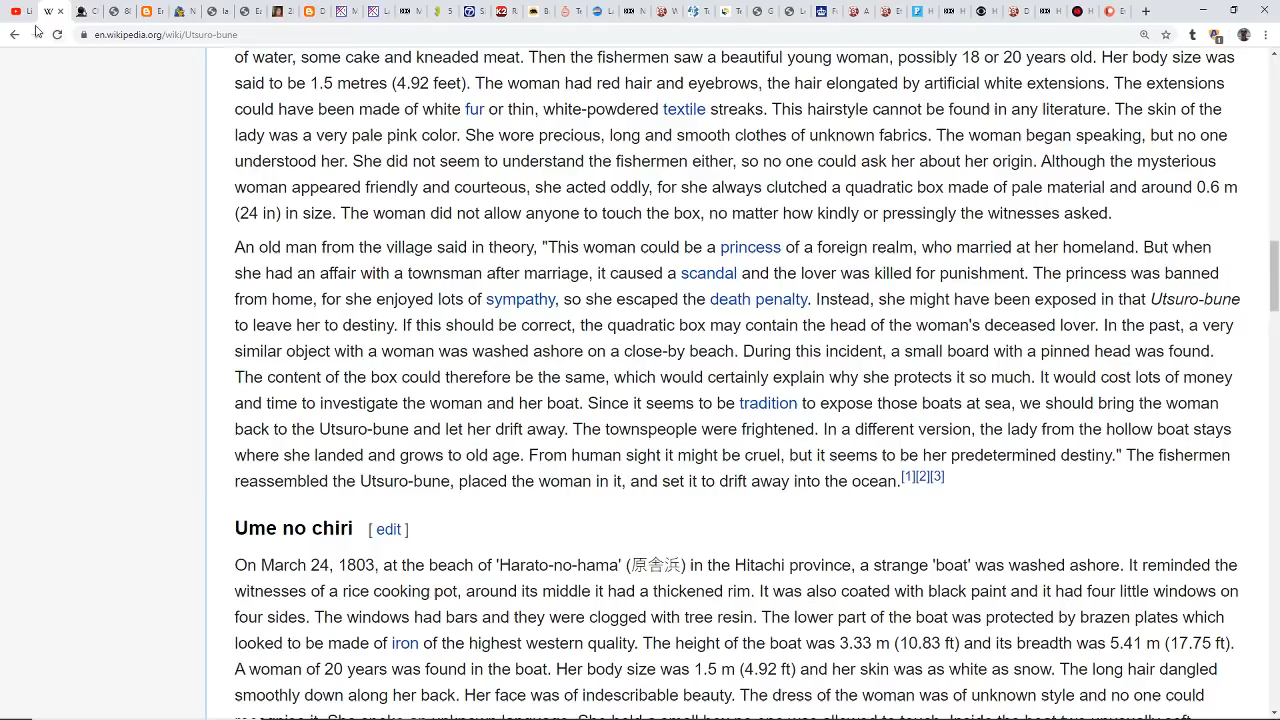 en.wikipedia.org/wiki/Utsuro-bune
of water, some cake and kneaded meat. Then the fishermen saw a beautiful young woman, possibly 18 or 20 years old. Her body size was
said to be 1.5 metres (4.92 feet). The woman had red hair and eyebrows, the hair elongated by artificial white extensions. The extensions
could have been made of white fur or thin, white-powdered textile streaks. This hairstyle cannot be found in any literature. The skin of the
lady was a very pale pink color. She wore precious, long and smooth clothes of unknown fabrics. The woman began speaking, but no one
understood her. She did not seem to understand the fishermen either, so no one could ask her about her origin. Although the mysterious
woman appeared friendly and courteous, she acted oddly, for she always clutched a quadratic box made of pale material and around 0.6 m
(24 in) in size. The woman did not allow anyone to touch the box, no matter how kindly or pressingly the witnesses asked.
An old man from the village said in theory, "This woman could be a princess of a foreign realm, who married at her homeland. But when
she had an affair with a townsman after marriage, it caused a scandal and the lover was killed for punishment. The princess was banned
from home, for she enjoyed lots of sympathy, so she escaped the death penalty. Instead, she might have been exposed in that Utsuro-bune
to leave her to destiny. If this should be correct, the quadratic box may contain the head of the woman's deceased lover. In the past, a very
similar object with a woman was washed ashore on a close-by beach. During this incident, a small board with a pinned head was found.
The content of the box could therefore be the same, which would certainly explain why she protects it so much. It would cost lots of money
and time to investigate the woman and her boat. Since it seems to be tradition to expose those boats at sea, we should bring the woman
back to the Utsuro-bune and let her drift away. The townspeople were frightened. In a different version, the lady from the hollow boat stays
where she landed and grows to old age. From human sight it might be cruel, but it seems to be her predetermined destiny." The fishermen
reassembled the Utsuro-bune, placed the woman in it, and set it to drift away into the ocean.[1][2][3]
Ume no chiri [ edit ]
On March 24, 1803, at the beach of 'Harato-no-hama' (原舎浜) in the Hitachi province, a strange 'boat' was washed ashore. It reminded the
witnesses of a rice cooking pot, around its middle it had a thickened rim. It was also coated with black paint and it had four little windows on
four sides. The windows had bars and they were clogged with tree resin. The lower part of the boat was protected by brazen plates which
looked to be made of iron of the highest western quality. The height of the boat was 3.33 m (10.83 ft) and its breadth was 5.41 m (17.75 ft).
A woman of 20 years was found in the boat. Her body size was 1.5 m (4.92 ft) and her skin was as white as snow. The long hair dangled
smoothly down along her back. Her face was of indescribable beauty. The dress of the woman was of unknown style and no one could